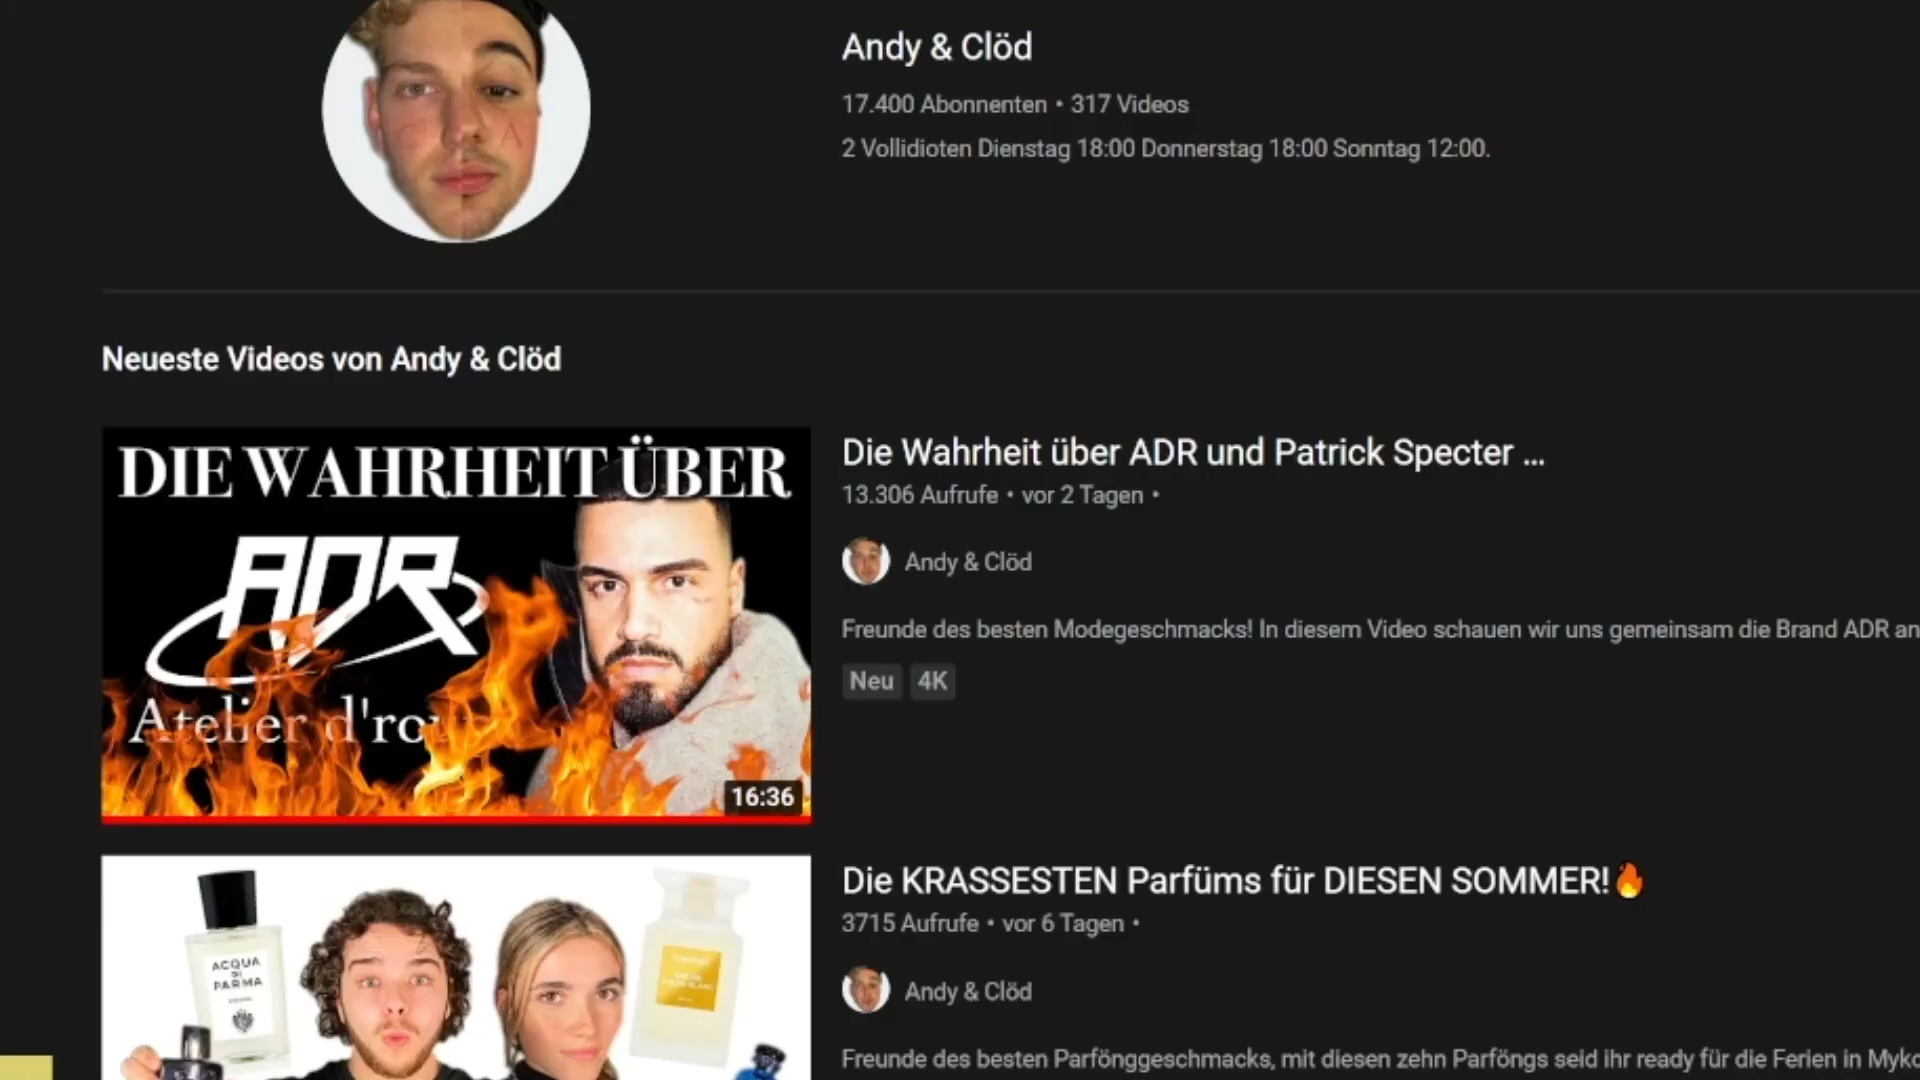 Andy & Clöd
17.400 Abonnenten • 317 Videos
2 Vollidioten Dienstag 18:00 Donnerstag 18:00 Sonntag 12:00.
Neueste Videos von Andy & Clöd
DIE WAHRHEIT ÜBER
ADR
Atelier d'rou
16:36
Die Wahrheit über ADR und Patrick Specter ...
13.306 Aufrufe • vor 2 Tagen •
Andy & Clöd
Freunde des besten Modegeschmacks! In diesem Video schauen wir uns gemeinsam die Brand ADR an
Neu 4K
ACQUA
DI
PARMA
Die KRASSESTEN Parfüms für DIESEN SOMMER!🔥
3715 Aufrufe • vor 6 Tagen •
Andy & Clöd
Freunde des besten Parfönggeschmacks, mit diesen zehn Parföngs seid ihr ready für die Ferien in Myko